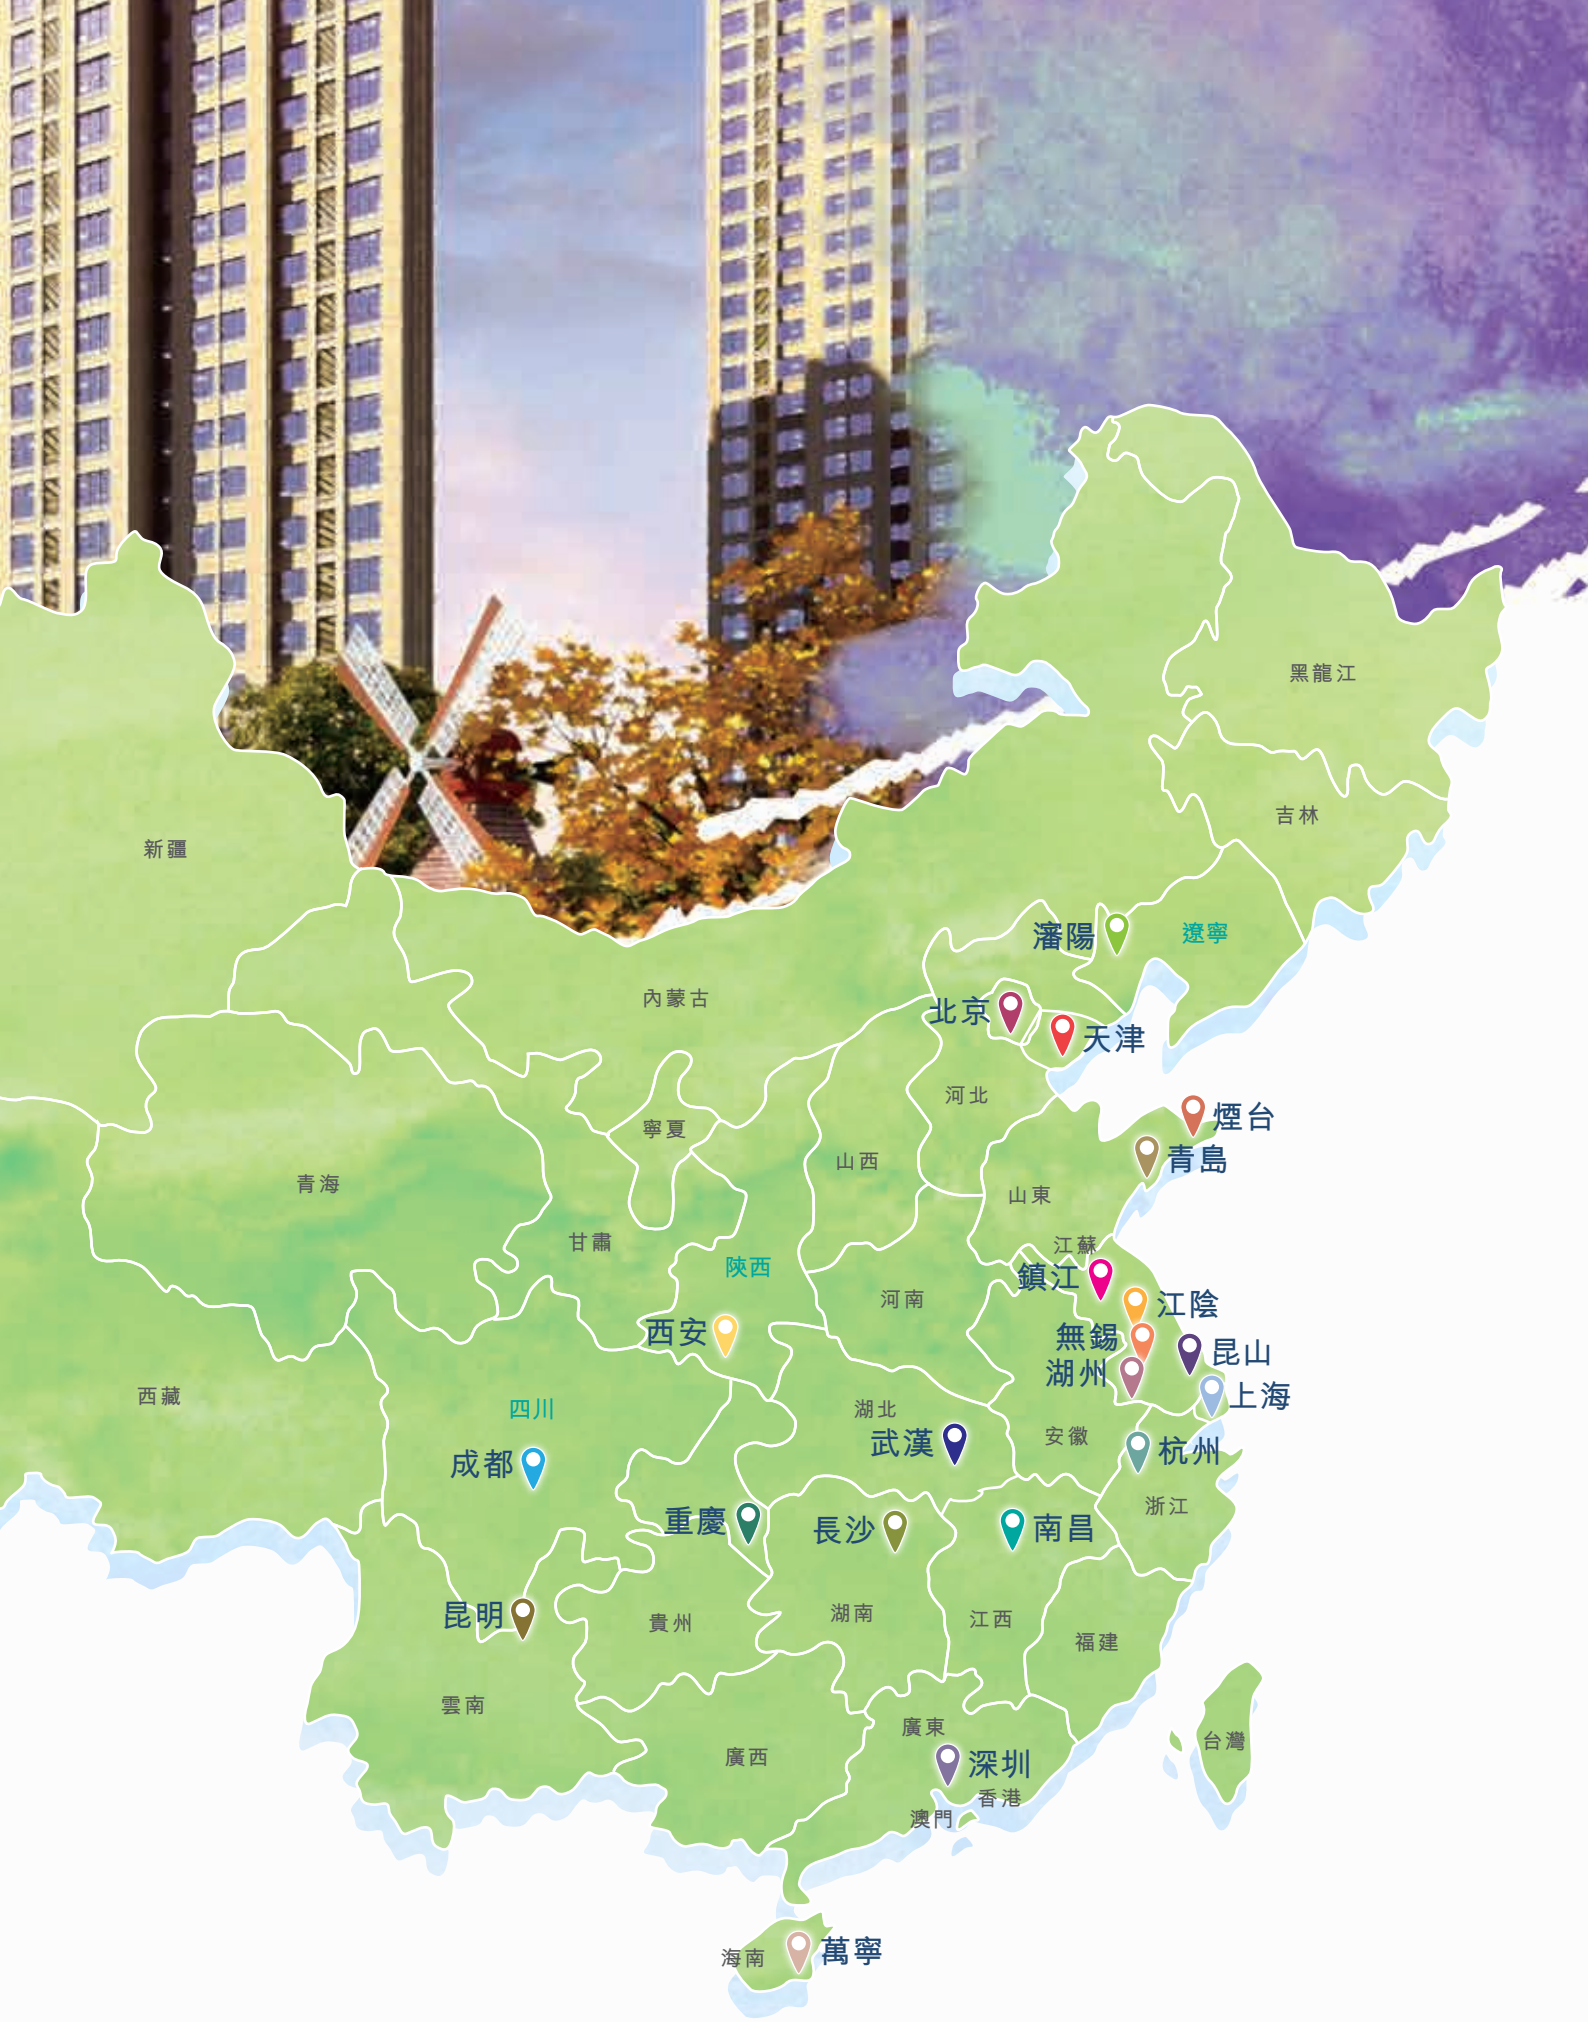 黑龍江
吉林
新疆
瀋陽
遼寧
內蒙古
北京
天津
河北
煙台
寧夏
青島
山西
青海
山東
甘肅
江蘇
陝西
鎮江
河南
江陰
西安
無錫
昆山
湖州
西藏
上海
四川
湖北
安徽
武漢
杭州
成都
浙江
重慶
長沙
南昌
昆明
湖南
貴州
江西
福建
雲南
廣東
台灣
廣西
深圳
香港
澳門
萬寧
海南